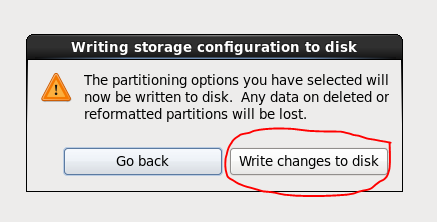 Writing storage configuration to disk
The partitioning options you have selected will
now be written to disk.  Any data on deleted or
reformatted partitions will be lost.
Go back
Write changes to disk